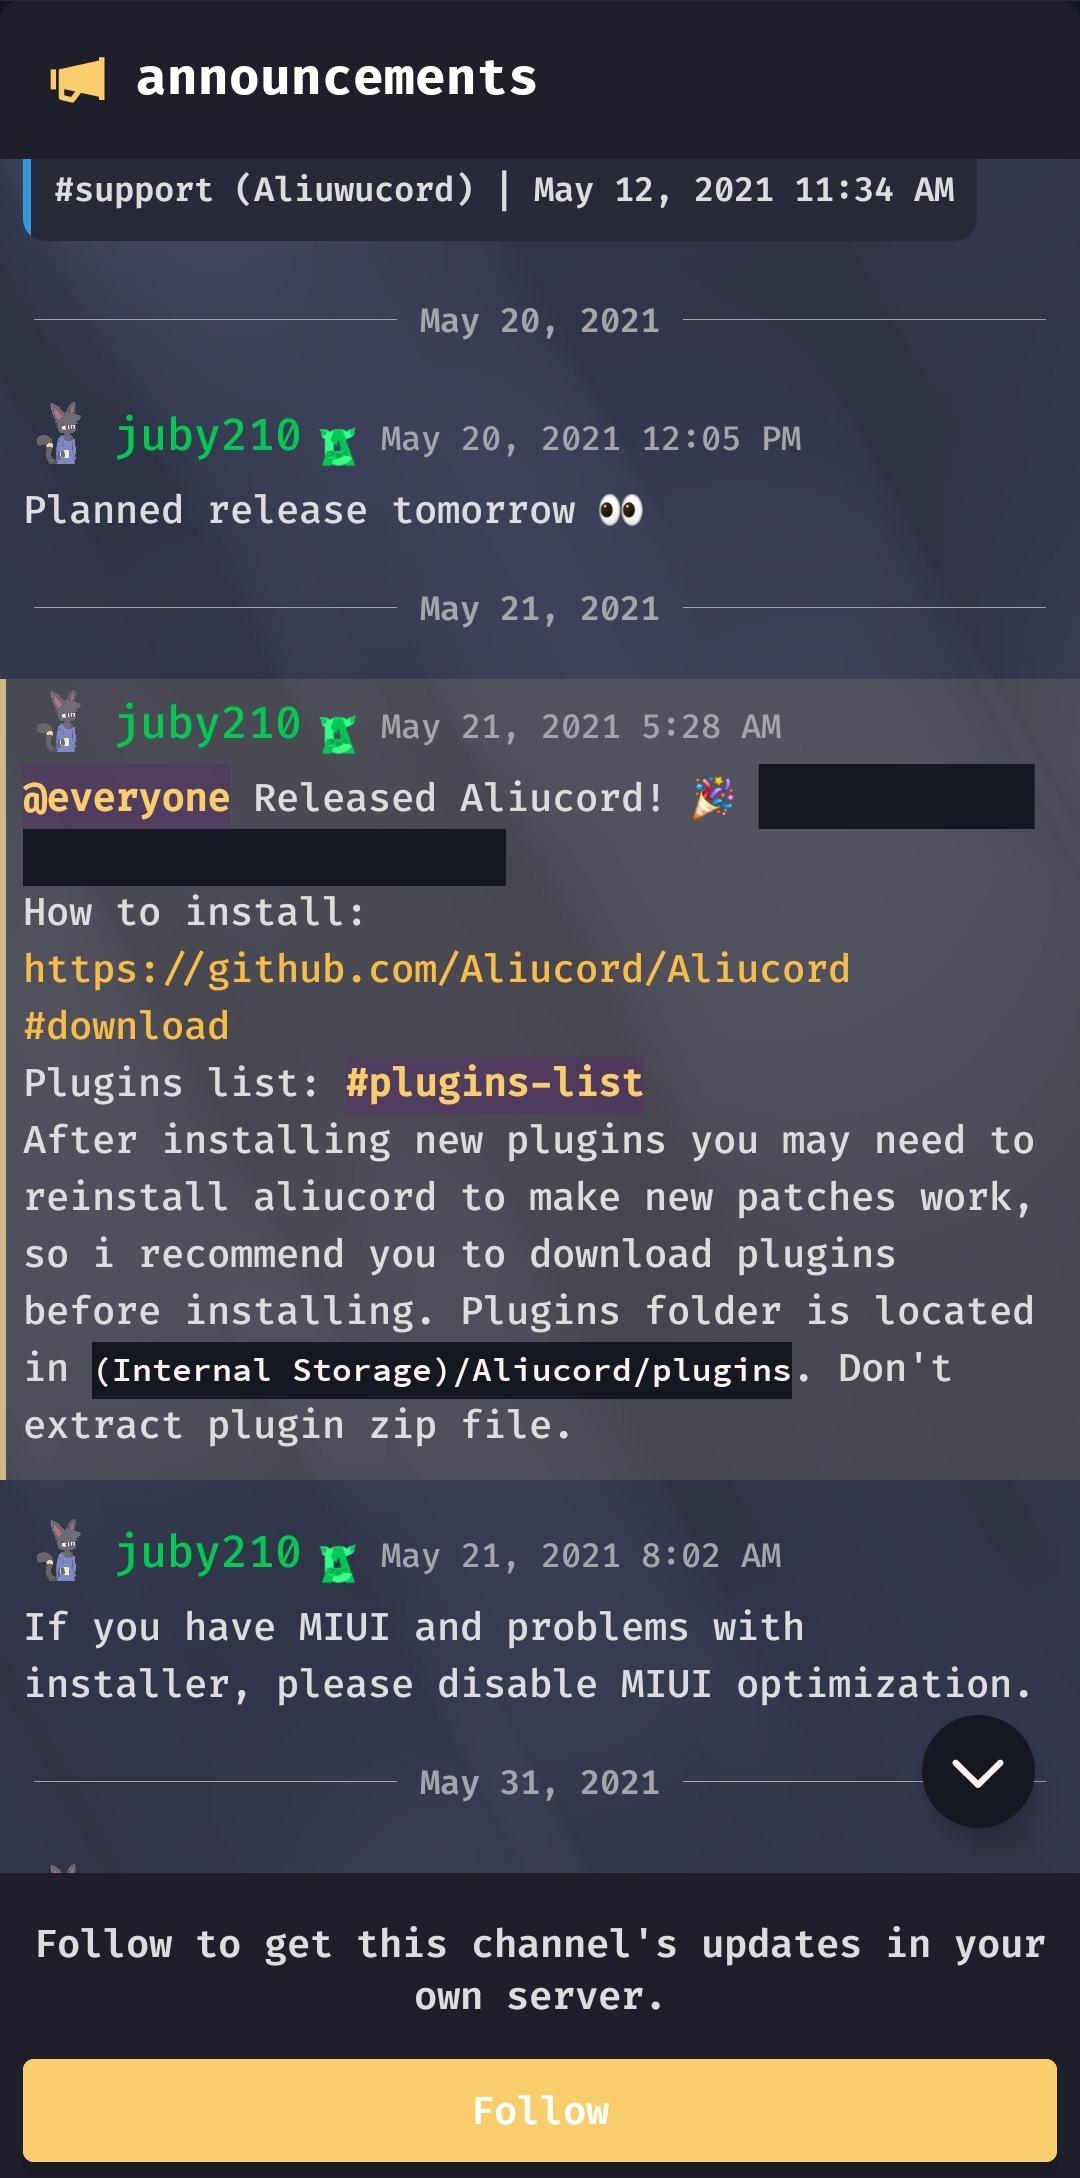 announcements
#support (Aliuwucord) | May 12, 2021 11:34 AM
May 20, 2021
juby210 May 20, 2021 12:05 PM
Planned release tomorrow 👀
May 21, 2021
juby210 May 21, 2021 5:28 AM
@everyone Released Aliucord! 🎉
How to install:
https://github.com/Aliucord/Aliucord
#download
Plugins list: #plugins-list
After installing new plugins you may need to
reinstall aliucord to make new patches work,
so i recommend you to download plugins
before installing. Plugins folder is located
in (Internal Storage)/Aliucord/plugins. Don't
extract plugin zip file.
juby210 May 21, 2021 8:02 AM
If you have MIUI and problems with
installer, please disable MIUI optimization.
May 31, 2021
Follow to get this channel's updates in your
own server.
Follow